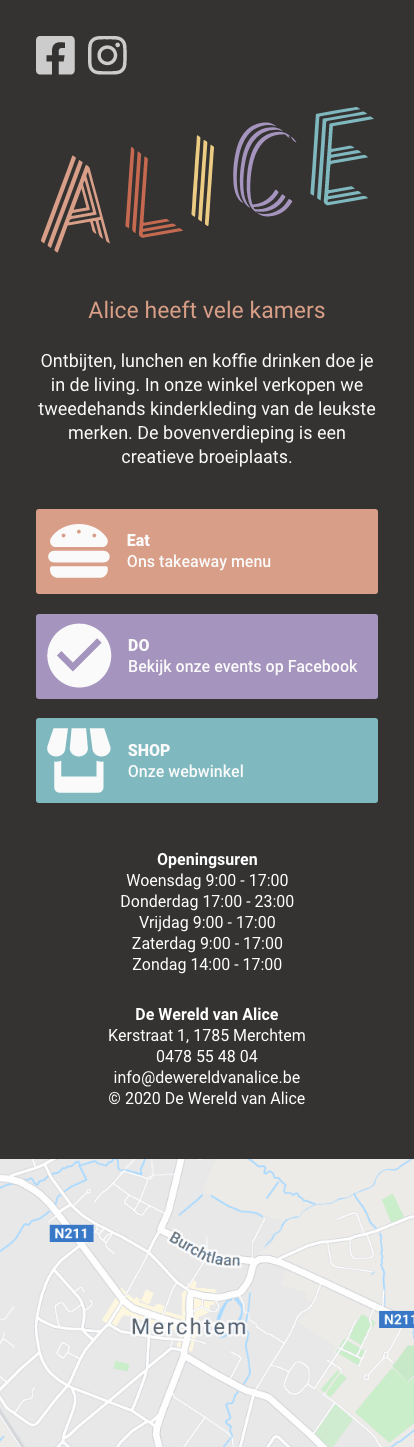 ALICE
Alice heeft vele kamers
Ontbijten, lunchen en koffie drinken doe je
in de living. In onze winkel verkopen we
tweedehands kinderkleding van de leukste
merken. De bovenverdieping is een
creatieve broeiplaats.
Eat
Ons takeaway menu
DO
Bekijk onze events op Facebook
SHOP
Onze webwinkel
Openingsuren
Woensdag 9:00 - 17:00
Donderdag 17:00 - 23:00
Vrijdag 9:00 - 17:00
Zaterdag 9:00 - 17:00
Zondag 14:00 - 17:00
De Wereld van Alice
Kerstraat 1, 1785 Merchtem
0478 55 48 04
info@dewereldvanalice.be
© 2020 De Wereld van Alice
N211
Burchtlaan
N211
Merchtem